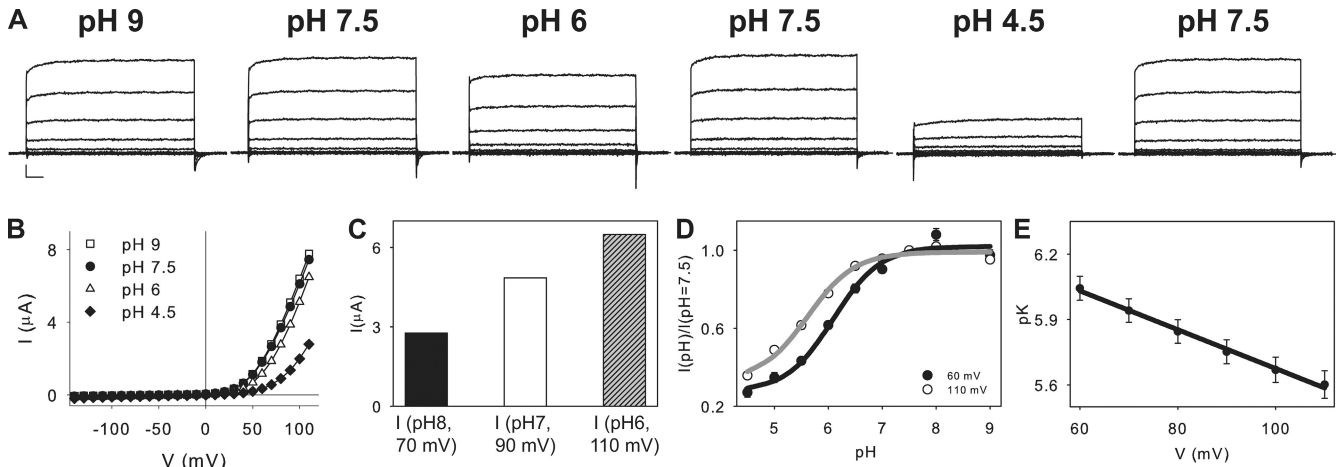 A
pH 9
pH 7.5
pH 6
pH 7.5
pH 4.5
pH 7.5
B
pH 9
pH 7.5
pH 6
pH 4.5
I (μA)
8
4
0
-100
-50
0
50
100
V (mV)
C
I(μA)
6
3
0
I (pH8,
70 mV)
I (pH7,
90 mV)
I (pH6,
110 mV)
D
I(pH)/I(pH=7.5)
1.0
0.6
0.2
60 mV
110 mV
5
6
7
8
9
pH
E
pK
6.2
5.9
5.6
60
80
100
V (mV)